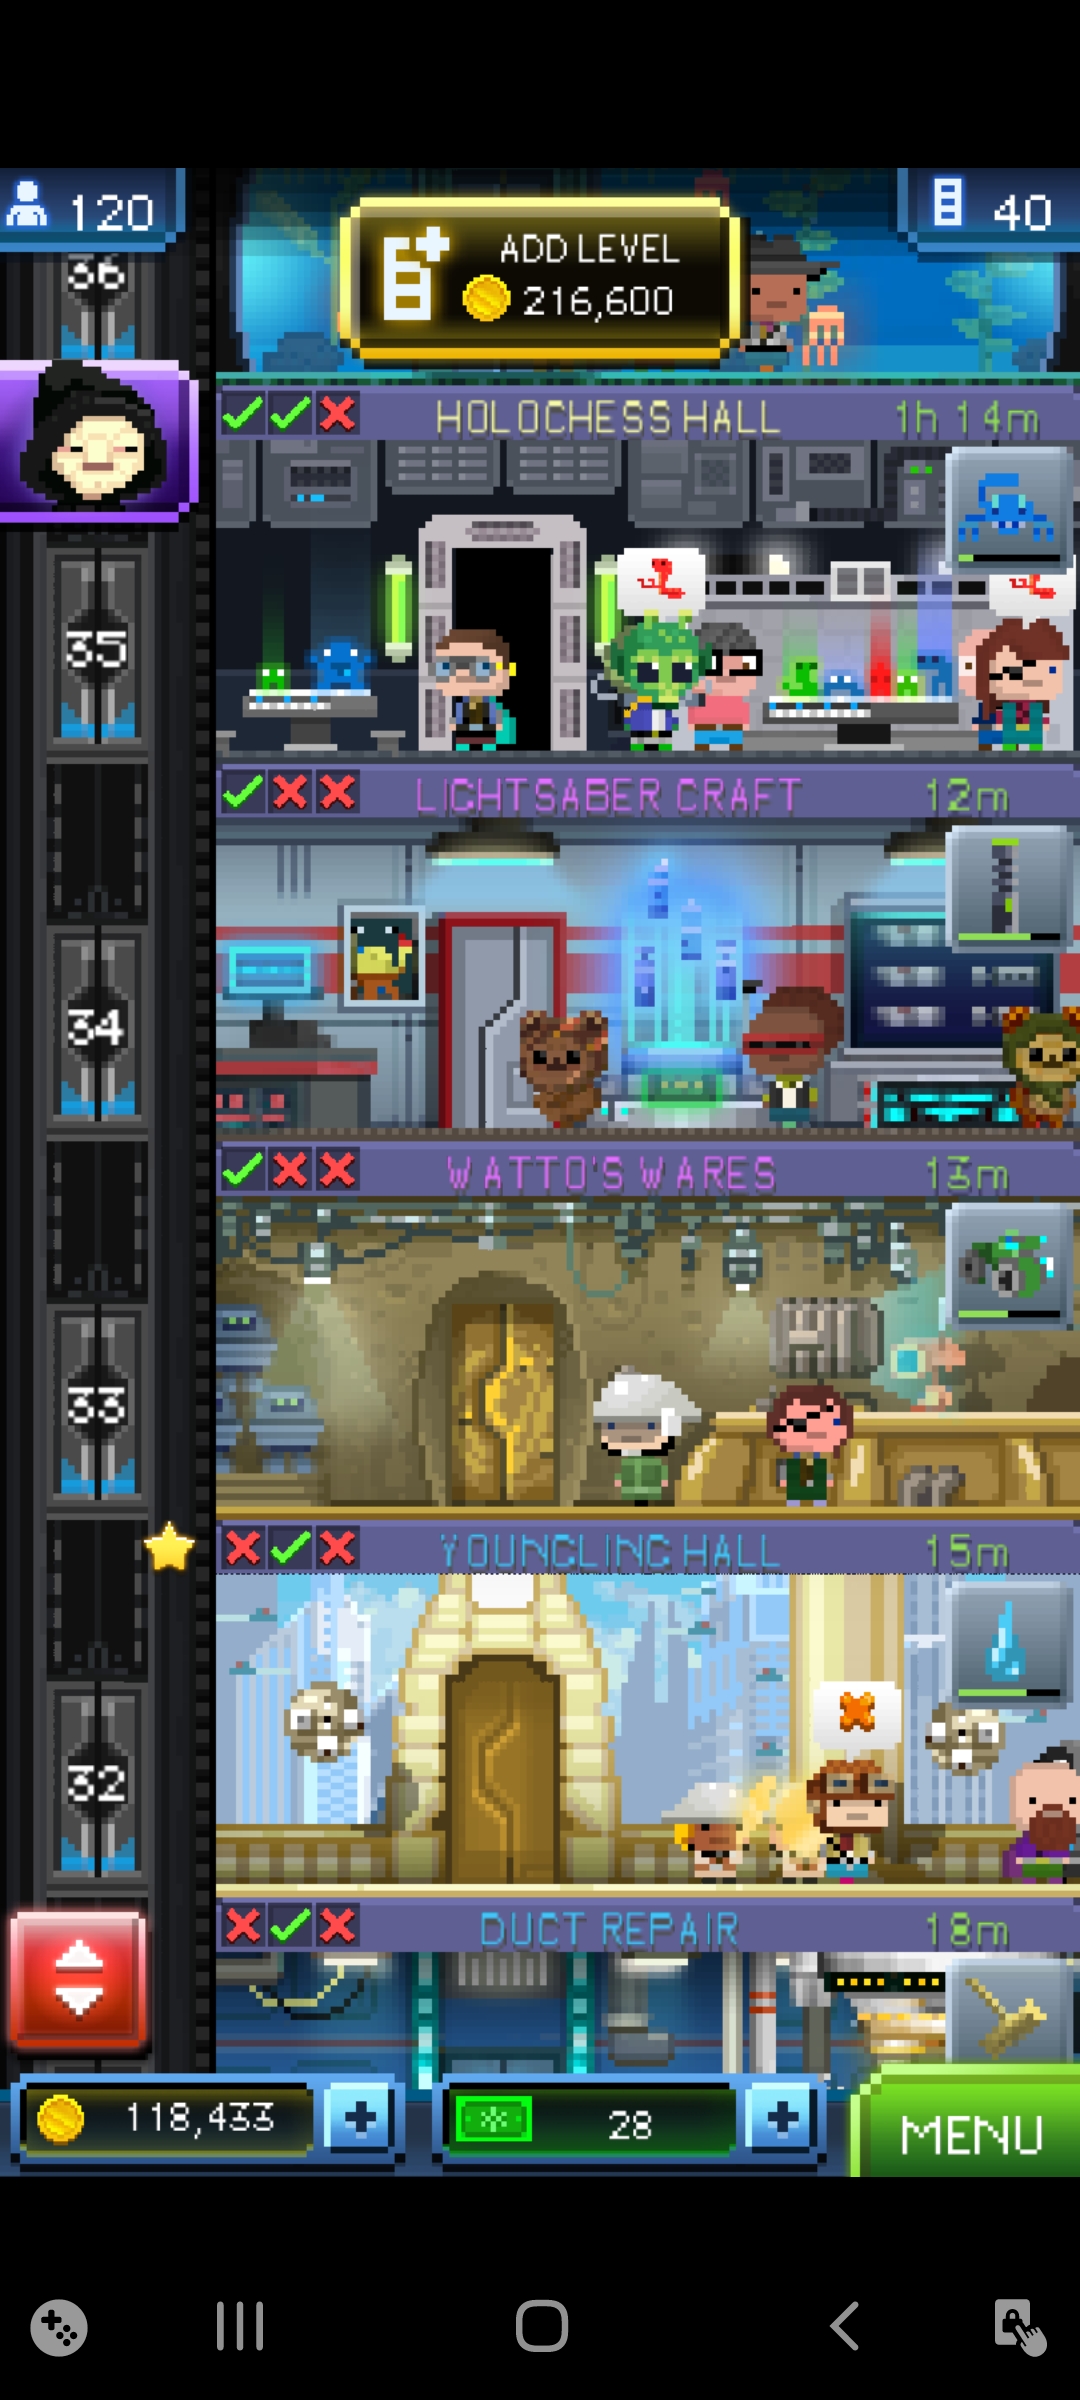 120
ADD LEVEL
216,600
40
36
HOLOCHESS HALL
1h 14m
35
LIGHTSABER CRAFT
12m
34
WATTO'S WARES
13m
33
YOUNGLING HALL
15m
32
DUCT REPAIR
18m
118,433
28
MENU